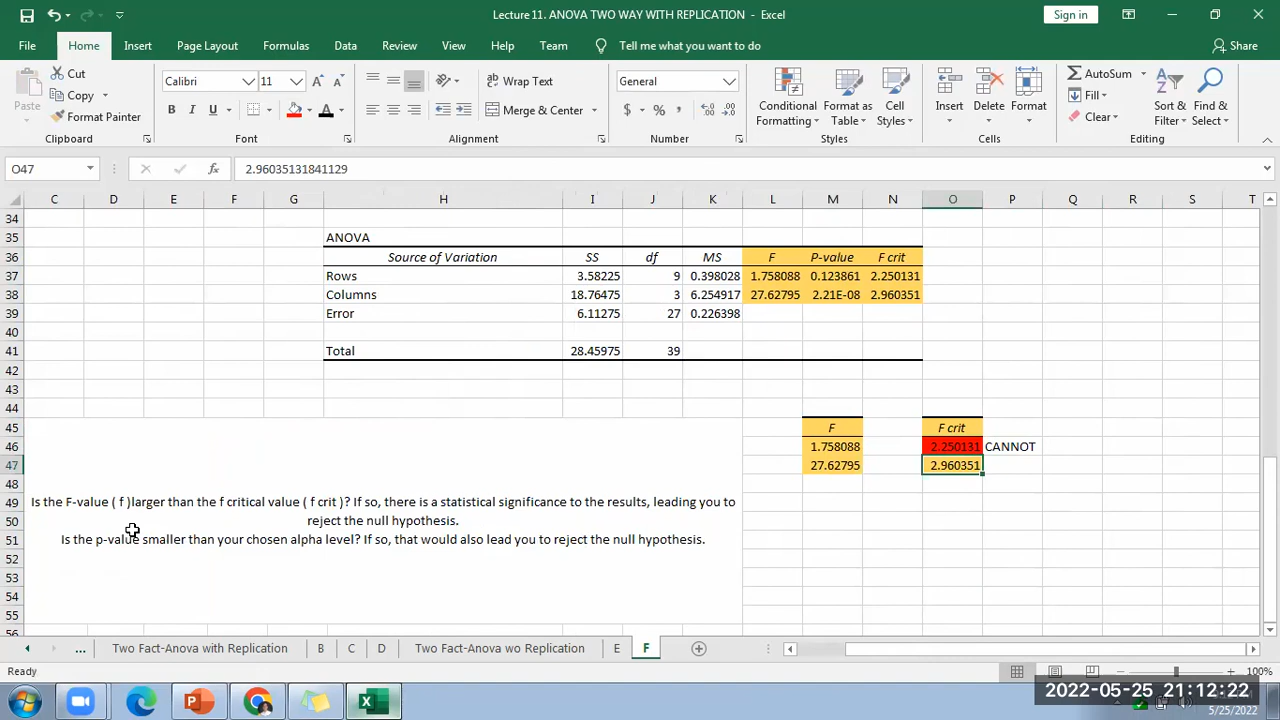 Lecture 11. ANOVA TWO WAY WITH REPLICATION - Excel
Sign in
File Home Insert Page Layout Formulas Data Review View Help Team Tell me what you want to do Share
Cut
Copy
Format Painter
Paste
Calibri 11
B I U
Wrap Text
Merge & Center
General
$ % ,
Conditional Formatting
Format as Table
Cell Styles
Insert Delete Format
AutoSum
Fill
Clear
Sort & Filter
Find & Select
Clipboard Font Alignment Number Styles Cells Editing
O47 fx 2.96035131841129
C D E F G H I J K L M N O P Q R S T
34
35 ANOVA
36 Source of Variation SS df MS F P-value F crit
37 Rows 3.58225 9 0.398028 1.758088 0.123861 2.250131
38 Columns 18.76475 3 6.254917 27.62795 2.21E-08 2.960351
39 Error 6.11275 27 0.226398
40
41 Total 28.45975 39
42
43
44
45 F F crit
46 1.758088 2.250131 CANNOT
47 27.62795 2.960351
48
49 Is the F-value ( f )larger than the f critical value ( f crit )? If so, there is a statistical significance to the results, leading you to
50 reject the null hypothesis.
51 Is the p-value smaller than your chosen alpha level? If so, that would also lead you to reject the null hypothesis.
52
53
54
55
56
... Two Fact-Anova with Replication B C D Two Fact-Anova wo Replication E F
Ready 100%
2022-05-25 21:12:22
5/25/2022